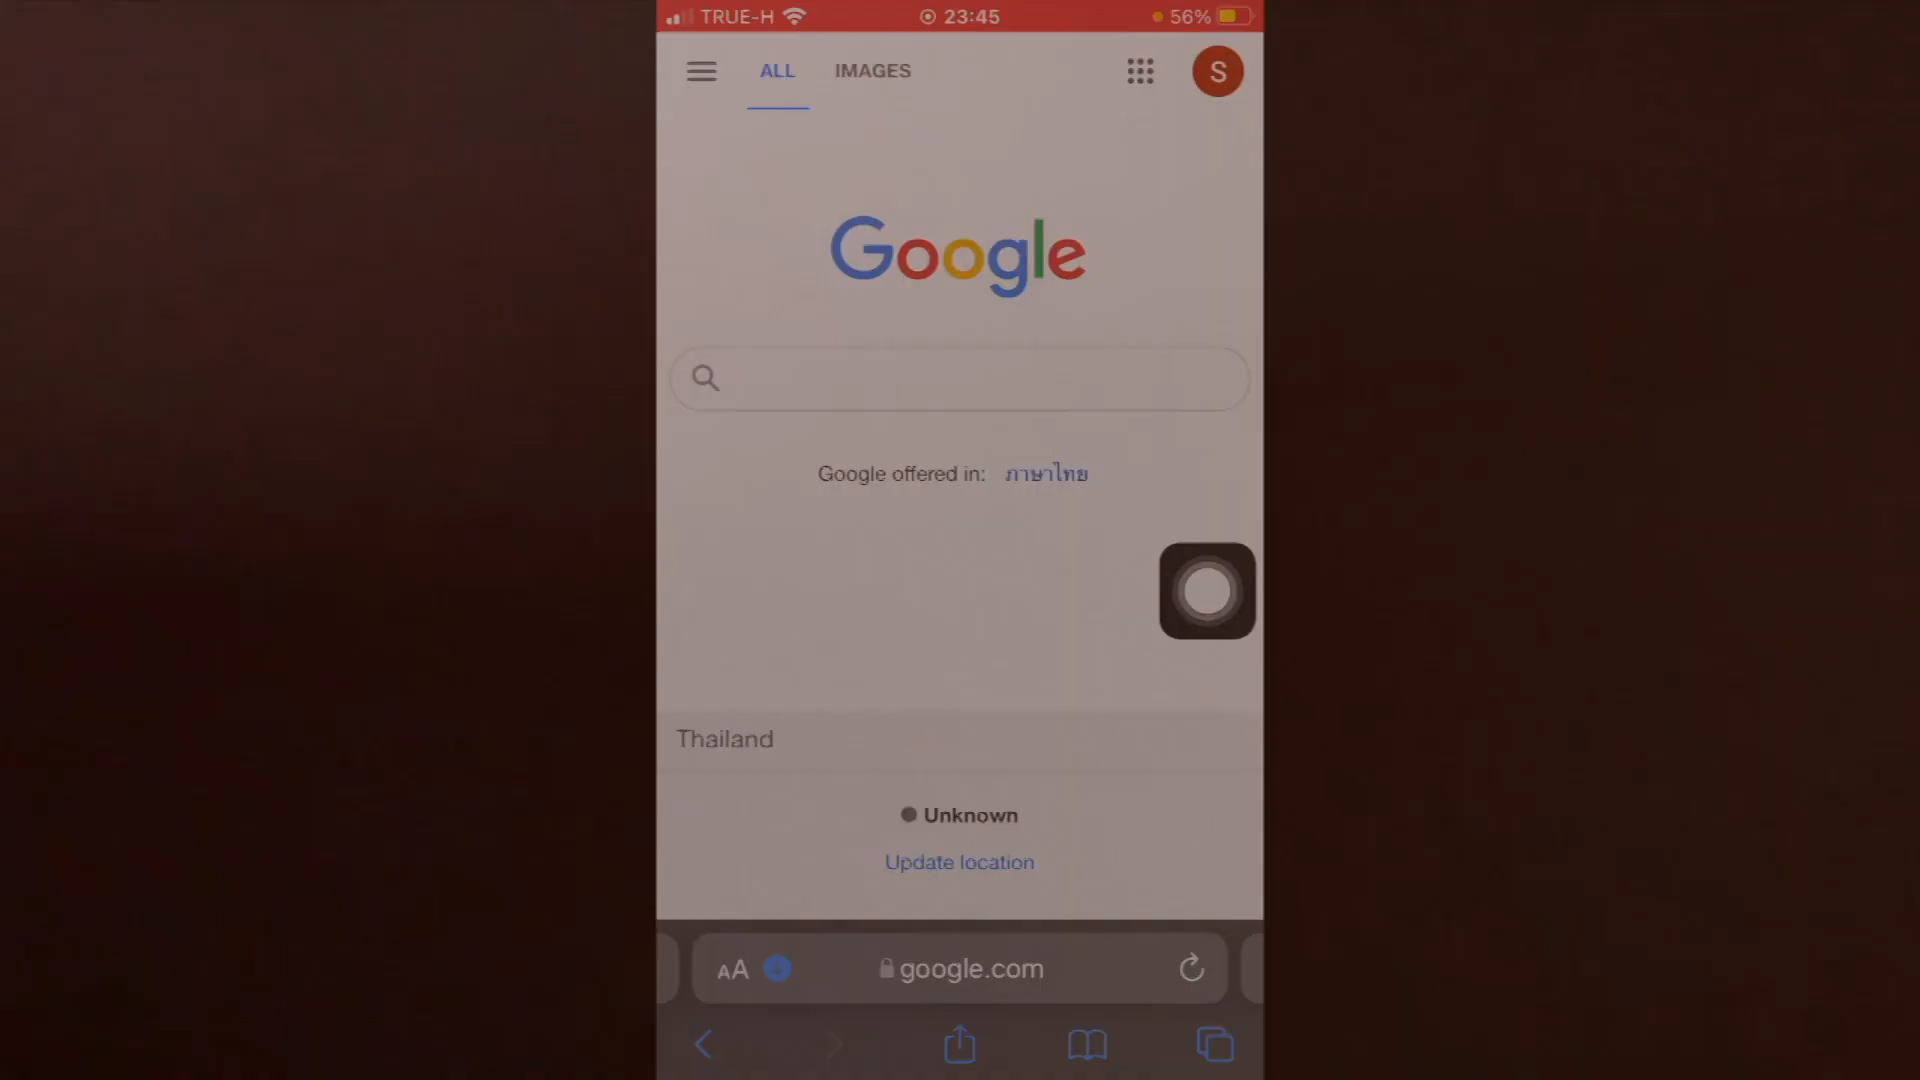 TRUE-H 23:45 56%
ALL IMAGES S
Google
Google offered in: ภาษาไทย
Thailand
Unknown
Update location
AA google.com